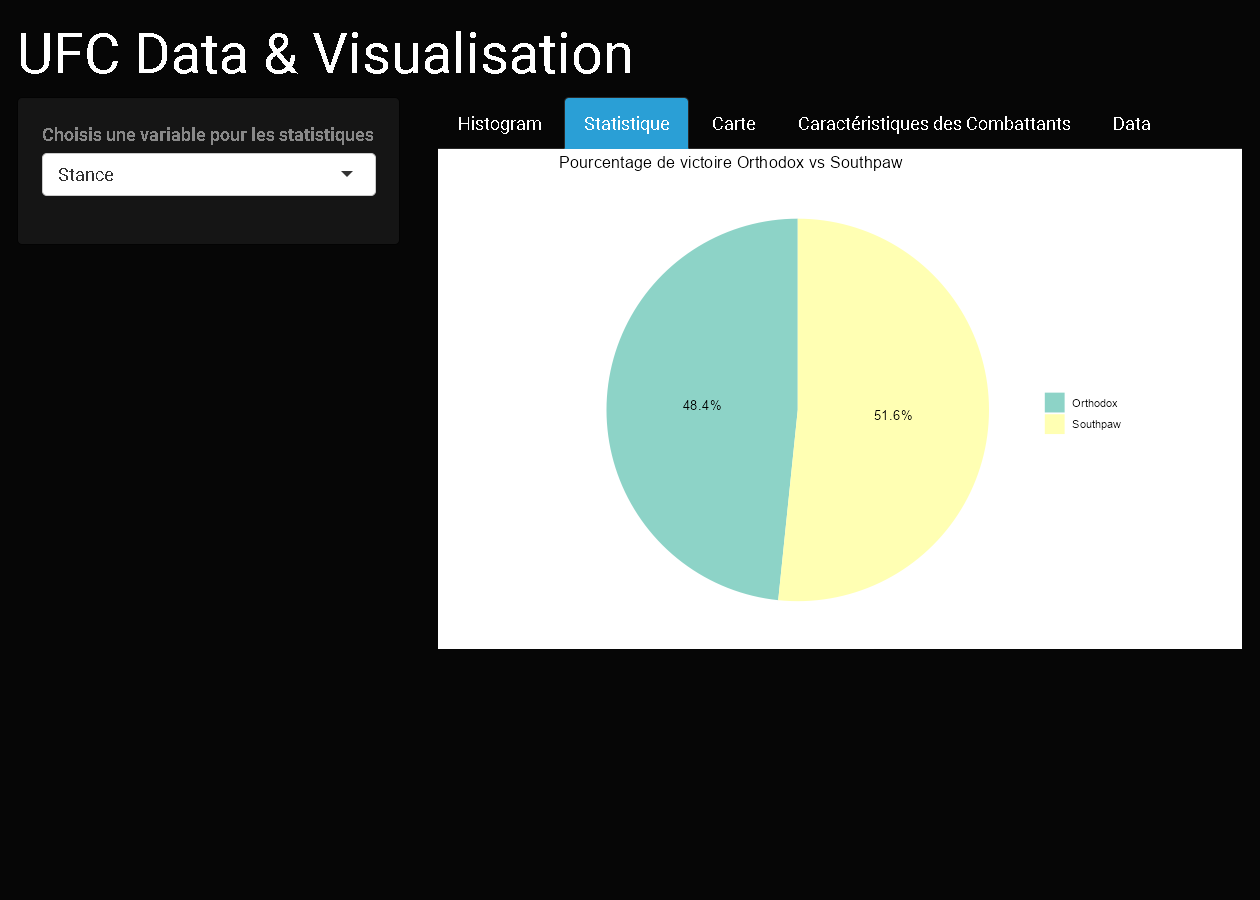 UFC Data & Visualisation
Choisis une variable pour les statistiques
Stance
Histogram
Statistique
Carte
Caractéristiques des Combattants
Data
Pourcentage de victoire Orthodox vs Southpaw
48.4%
51.6%
Orthodox
Southpaw